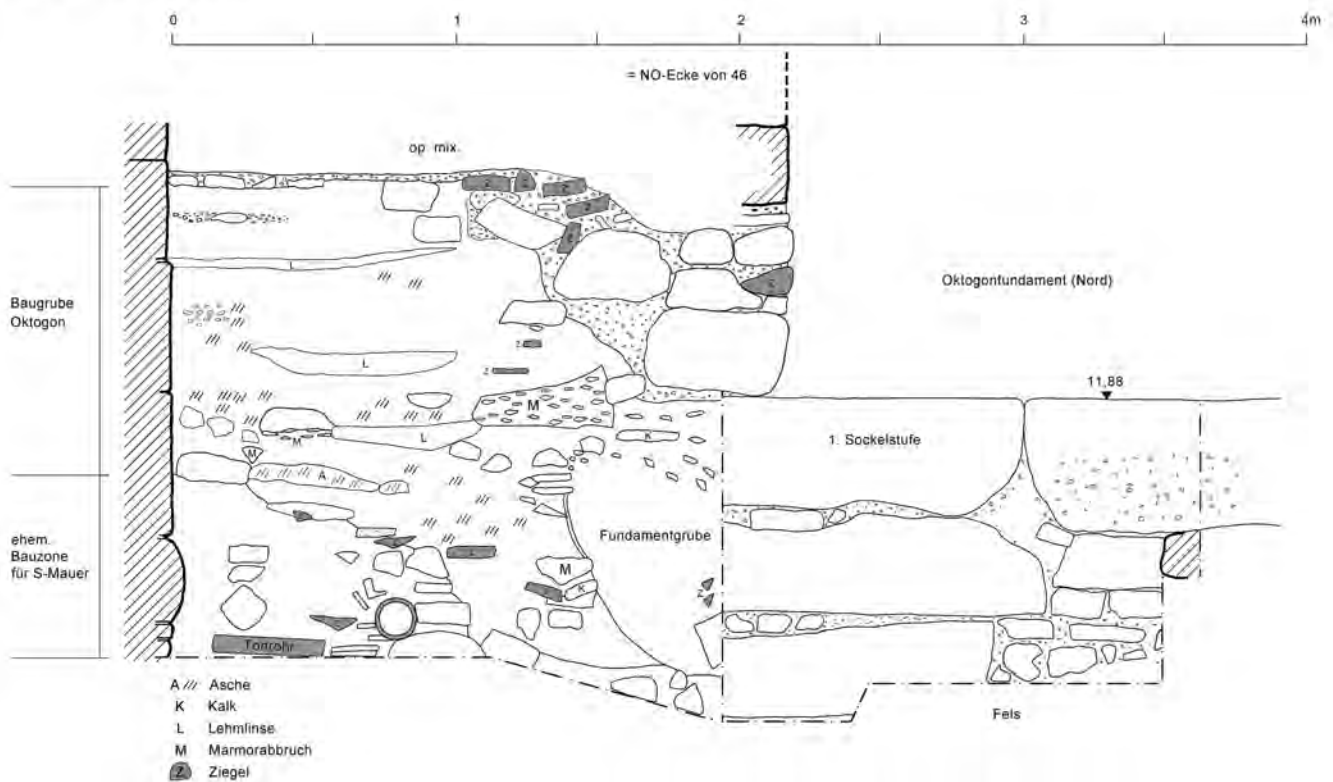 0 1 2 3 4m
= NO-Ecke von 46
op mix.
Z Z
Z
Z
L
Z
Baugrube
Oktogon
Oktogonfundament (Nord)
Z
L
Z
11,88
M
K
1. Sockelstufe
M
L
M
A
ehem.
Bauzone
für S-Mauer
Fundamentgrube
M
K
Z
Tonrohr
A Asche
K Kalk
L Lehmlinse
M Marmorabbruch
Z Ziegel
Fels